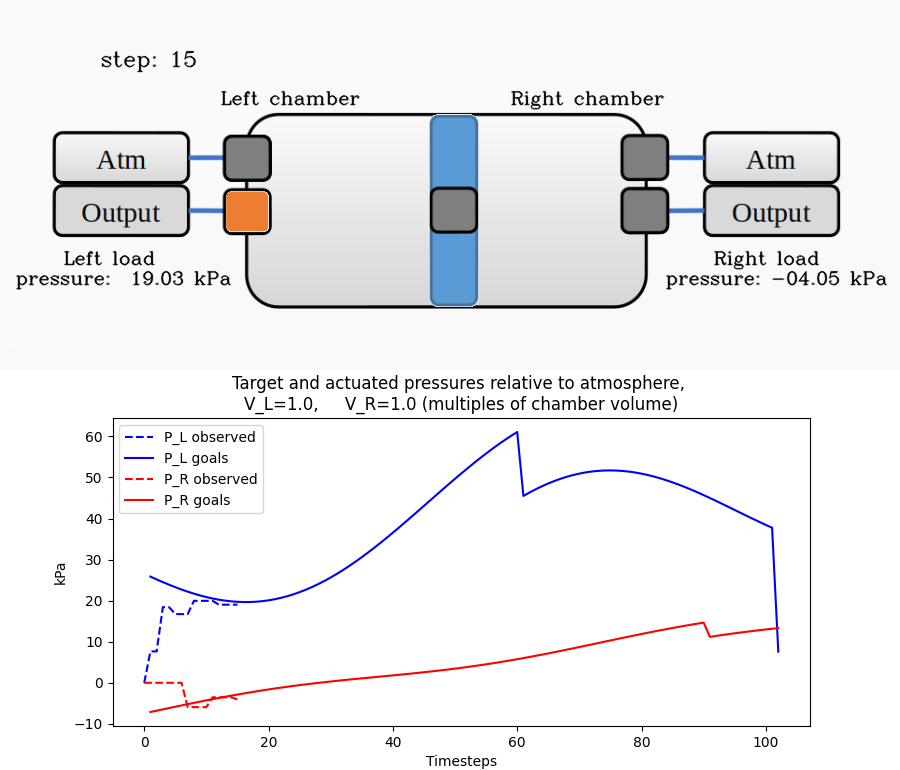 step: 15
Left chamber
Right chamber
Atm
Atm
Output
Output
Left load
pressure: 19.03 kPa
Right load
pressure: −04.05 kPa
Target and actuated pressures relative to atmosphere,
V_L=1.0, V_R=1.0 (multiples of chamber volume)
P_L observed
P_L goals
P_R observed
P_R goals
60
50
40
30
20
10
0
−10
kPa
0 20 40 60 80 100
Timesteps